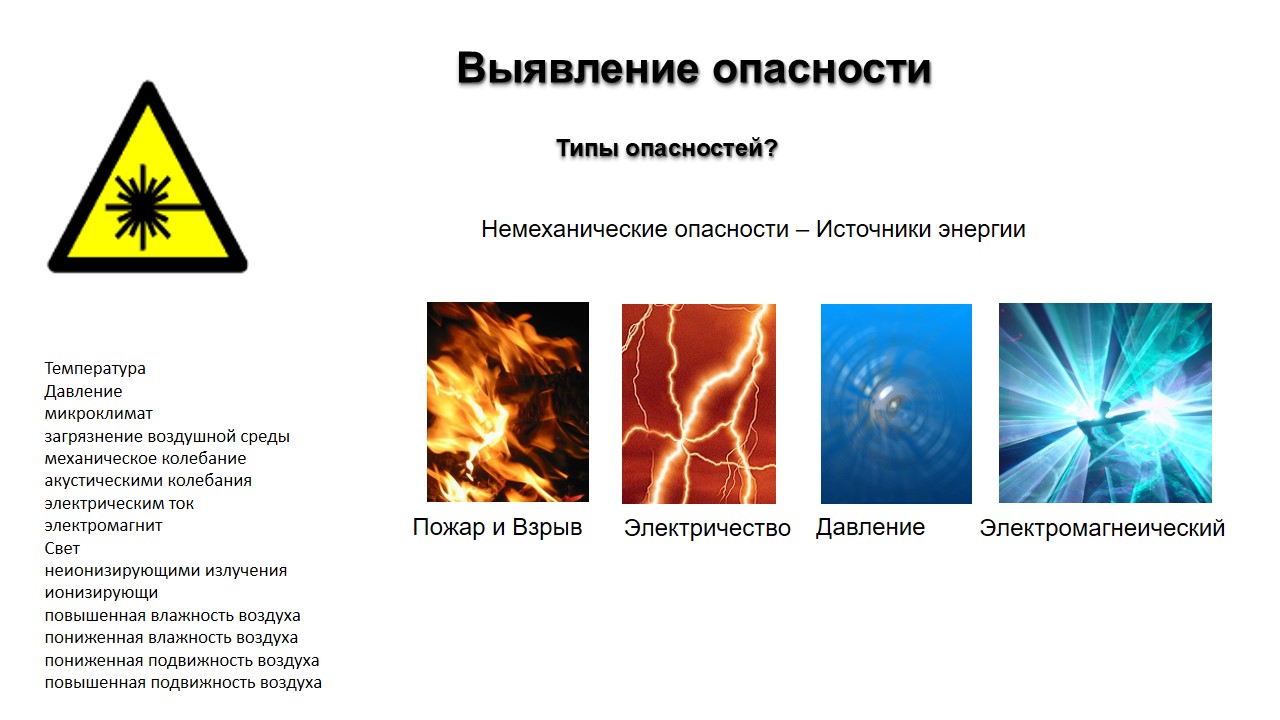 Выявление опасности
Типы опасностей?
Немеханические опасности – Источники энергии
Пожар и Взрыв
Электричество
Давление
Электромагнеический
Температура
Давление
микроклимат
загрязнение воздушной среды
механическое колебание
акустическими колебания
электрическим ток
электромагнит
Свет
неионизирующими излучения
ионизирующи
повышенная влажность воздуха
пониженная влажность воздуха
пониженная подвижность воздуха
повышенная подвижность воздуха